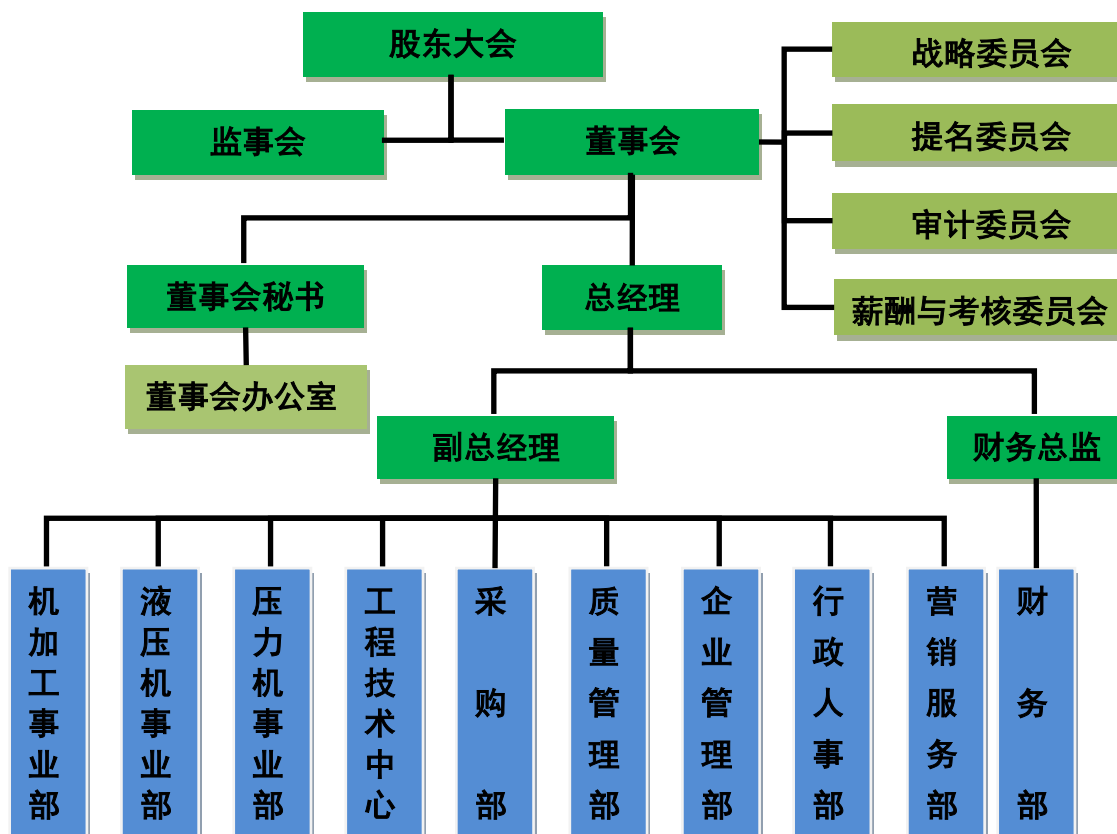 股东大会
战略委员会
监事会
董事会
提名委员会
审计委员会
董事会秘书
总经理
薪酬与考核委员会
董事会办公室
副总经理
财务总监
机加工事业部
液压机事业部
压力机事业部
工程技术中心
采购部
质量管理部
企业管理部
行政人事部
营销服务部
财务部